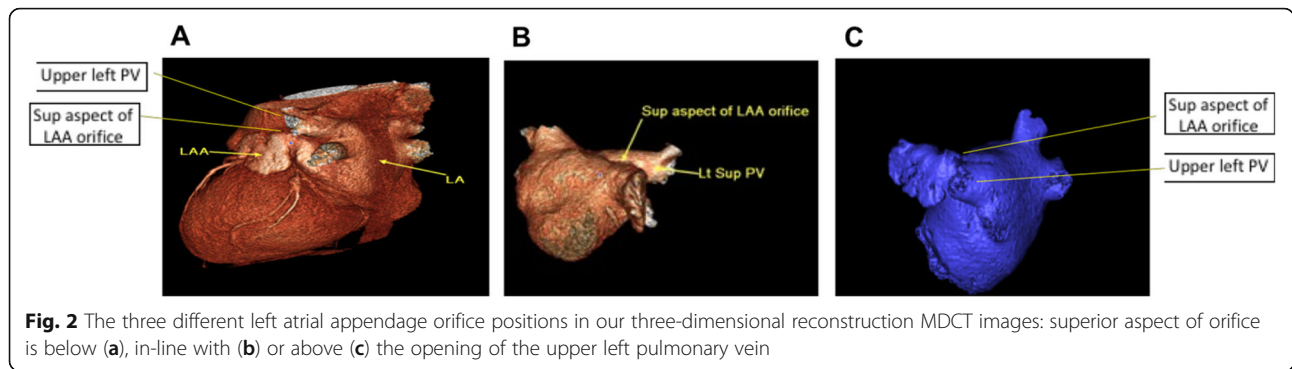 A
B
C
Upper left PV
Sup aspect of
LAA orifice
LAA
LA
Sup aspect of LAA orifice
Lt Sup PV
Sup aspect of
LAA orifice
Upper left PV
Fig. 2 The three different left atrial appendage orifice positions in our three-dimensional reconstruction MDCT images: superior aspect of orifice
is below (a), in-line with (b) or above (c) the opening of the upper left pulmonary vein